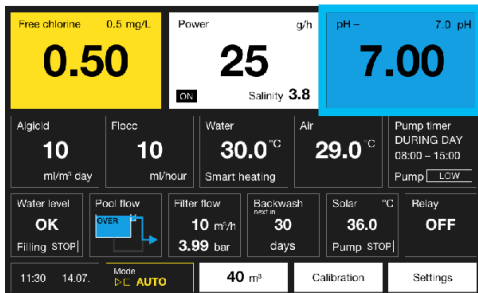 Free chlorine 0.5 mg/L
0.50
Power g/h
25
ON Salinity 3.8
pH – 7.0 pH
7.00
Algicid
10
ml/m³ day
Flocc
10
ml/hour
Water
30.0 °C
Smart heating
Air
29.0 °C
Pump timer
DURING DAY
08:00 – 15:00
Pump LOW
Water level
OK
Filling STOP
Pool flow
OVER
Filter flow
10 m³/h
3.99 bar
Backwash
next in
30
days
Solar °C
36.0
Pump STOP
Relay
OFF
11:30 14.07.
Mode
AUTO
40 m³
Calibration
Settings